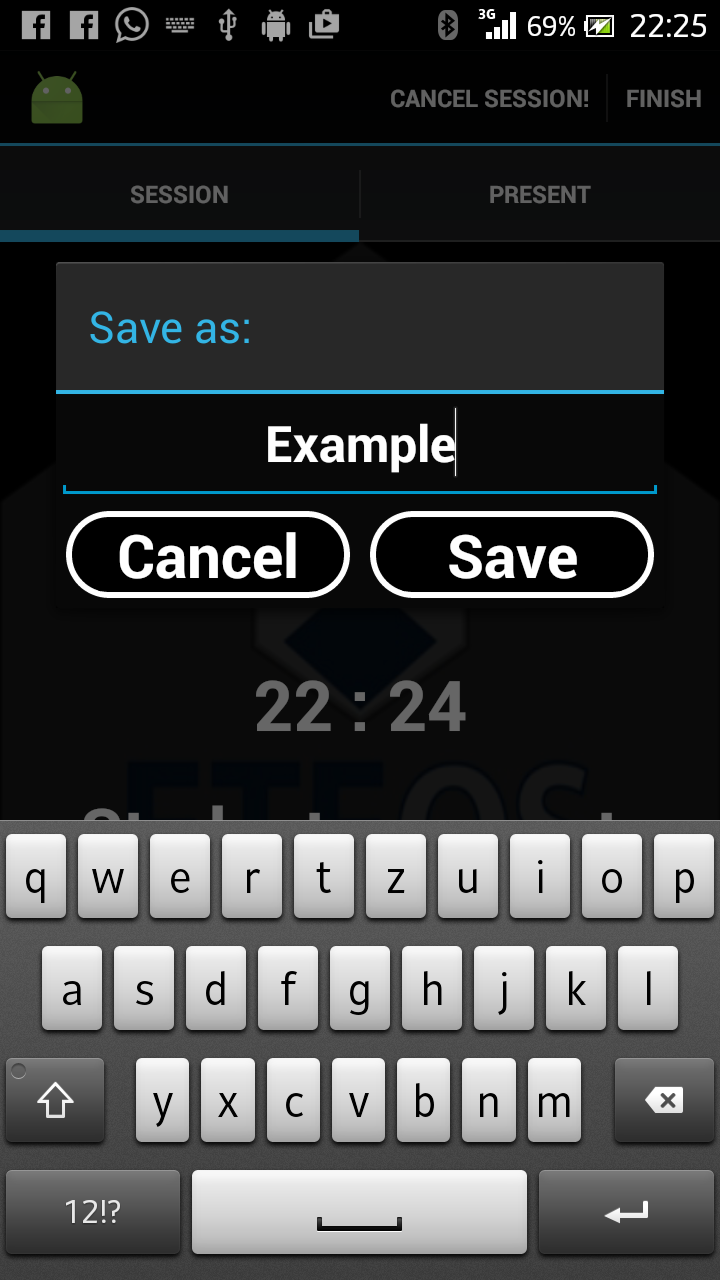 3G 69% 22:25
CANCEL SESSION! FINISH
SESSION PRESENT
Save as:
Example
Cancel Save
22 : 24
q w e r t z u i o p
a s d f g h j k l
y x c v b n m
12!?